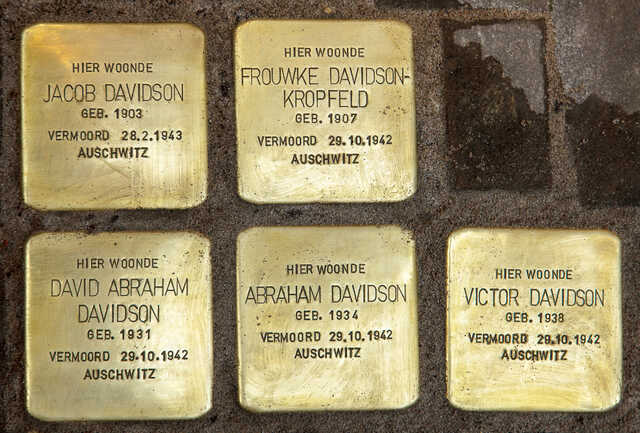 HIER WOONDE
JACOB DAVIDSON
GEB. 1903
VERMOORD 28.2.1943
AUSCHWITZ
HIER WOONDE
FROUWKE DAVIDSON-
KROPFELD
GEB. 1907
VERMOORD 29.10.1942
AUSCHWITZ
HIER WOONDE
DAVID ABRAHAM
DAVIDSON
GEB. 1931
VERMOORD 29.10.1942
AUSCHWITZ
HIER WOONDE
ABRAHAM DAVIDSON
GEB. 1934
VERMOORD 29.10.1942
AUSCHWITZ
HIER WOONDE
VICTOR DAVIDSON
GEB. 1938
VERMOORD 29.10.1942
AUSCHWITZ